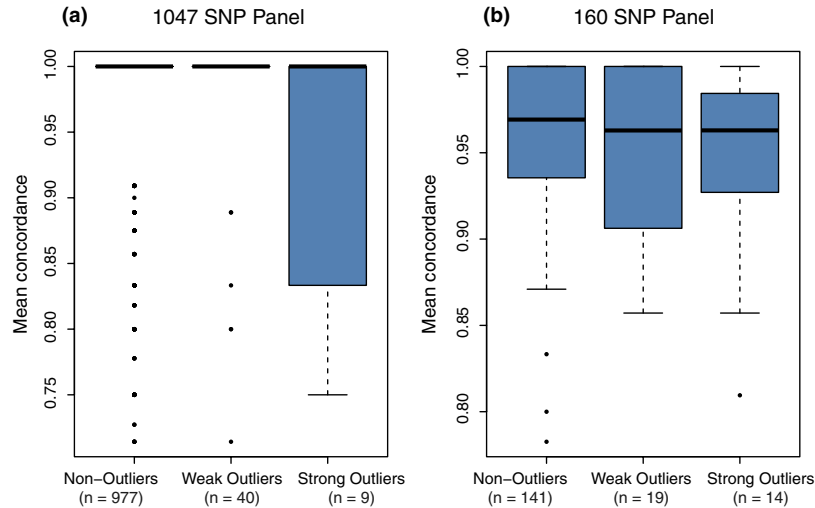 (a) 1047 SNP Panel
Mean concordance
1.00
0.95
0.90
0.85
0.80
0.75
Non−Outliers
(n = 977)
Weak Outliers
(n = 40)
Strong Outliers
(n = 9)
(b) 160 SNP Panel
Mean concordance
1.00
0.95
0.90
0.85
0.80
Non−Outliers
(n = 141)
Weak Outliers
(n = 19)
Strong Outliers
(n = 14)